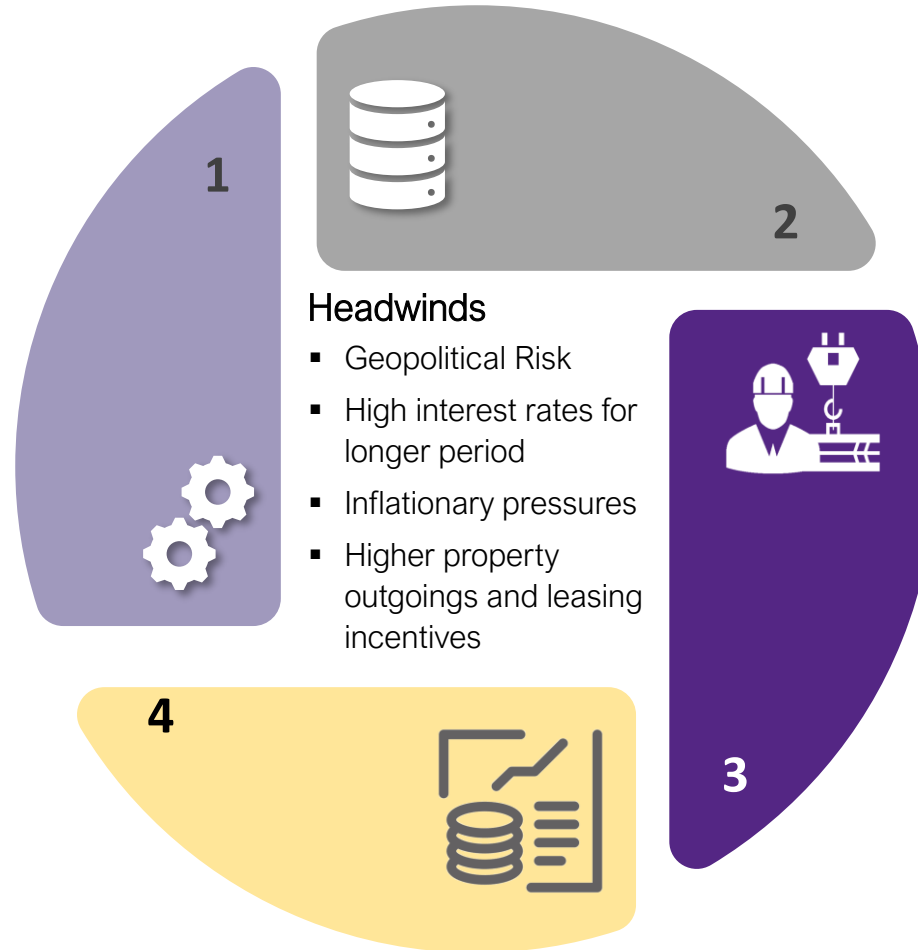 1
2
Headwinds
▪ Geopolitical Risk
▪ High interest rates for
longer period
▪ Inflationary pressures
▪ Higher property
outgoings and leasing
incentives
4
3